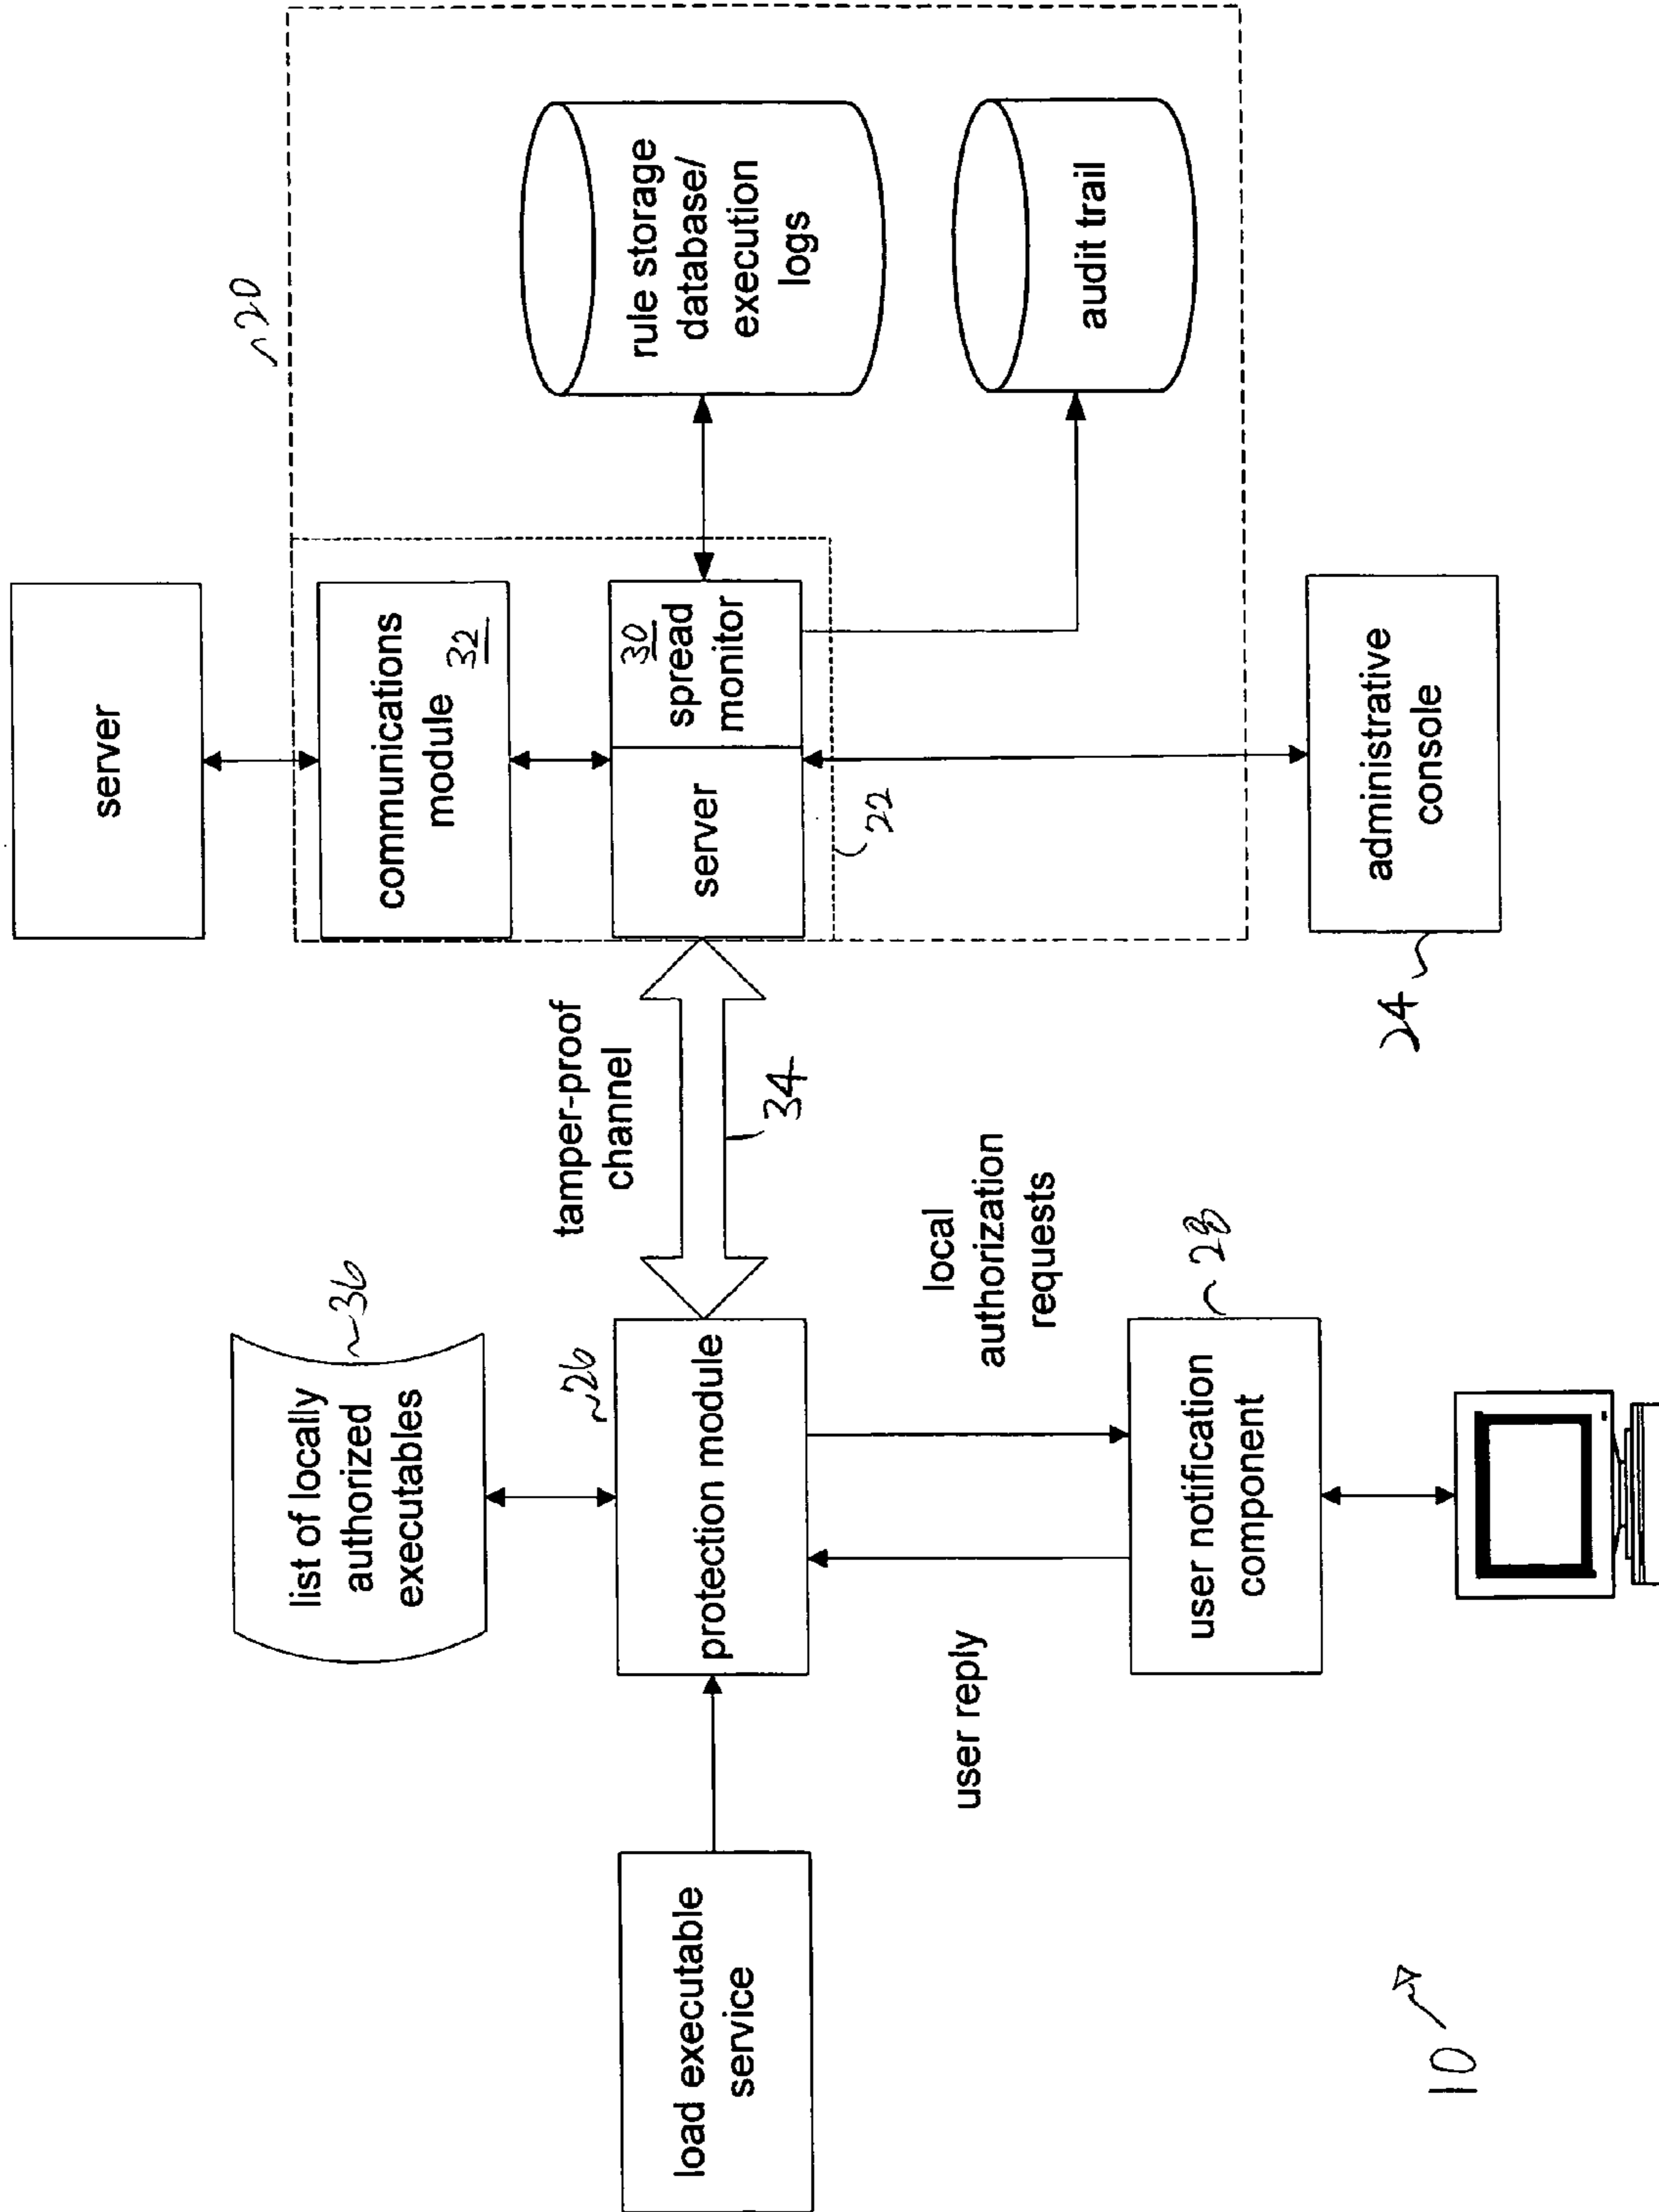 server
20
communications
module 32
30
spread
monitor
server
22
rule storage
database/
execution
logs
audit trail
administrative
console
24
tamper-proof
channel
34
list of locally
authorized
executables
36
26
protection module
local
authorization
requests
user reply
28
user notification
component
load executable
service
10